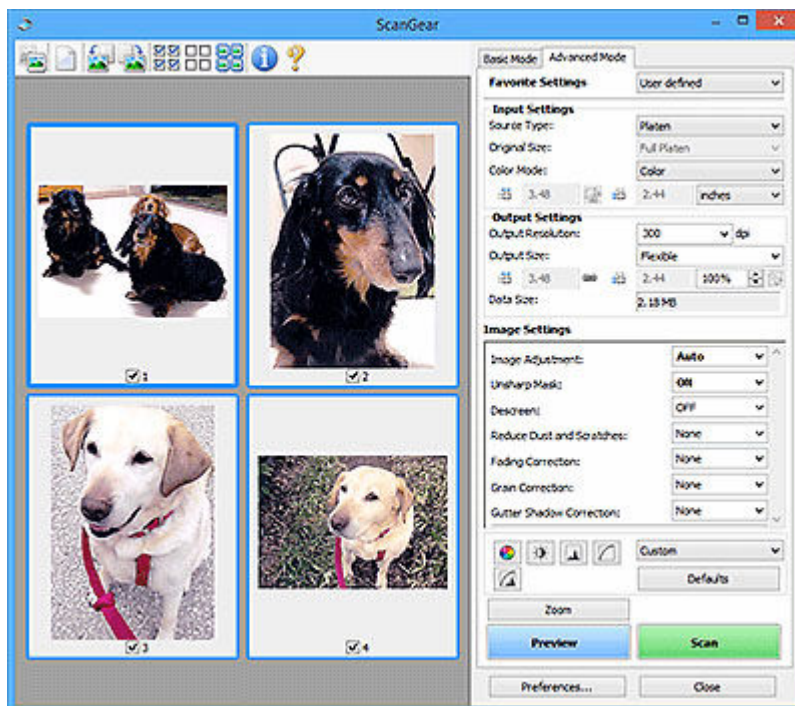 ScanGear
Basic Mode Advanced Mode
Favorite Settings User defined
Input Settings
Source Type: Platen
Original Size: Full Platen
Color Mode: Color
3.48 2.44 inches
Output Settings
Output Resolution: 300 dpi
Output Size: Flexible
3.48 2.44 100%
Data Size: 2.18 MB
Image Settings
Image Adjustment: Auto
Unsharp Mask: ON
Descreen: OFF
Reduce Dust and Scratches: None
Fading Correction: None
Grain Correction: None
Gutter Shadow Correction: None
Custom
Defaults
Zoom
Preview Scan
Preferences... Close
1 2
3 4